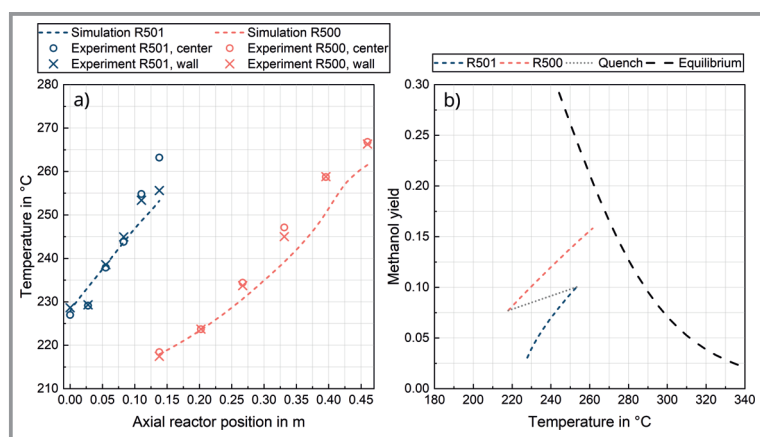 Simulation R501 Simulation R500
Experiment R501, center Experiment R500, center
Experiment R501, wall Experiment R500, wall
a)
280
270
260
250
240
230
220
210
Temperature in °C
0.00 0.05 0.10 0.15 0.20 0.25 0.30 0.35 0.40 0.45
Axial reactor position in m
R501 R500 Quench Equilibrium
b)
0.30
0.25
0.20
0.15
0.10
0.05
0.00
Methanol yield
180 200 220 240 260 280 300 320 340
Temperature in °C